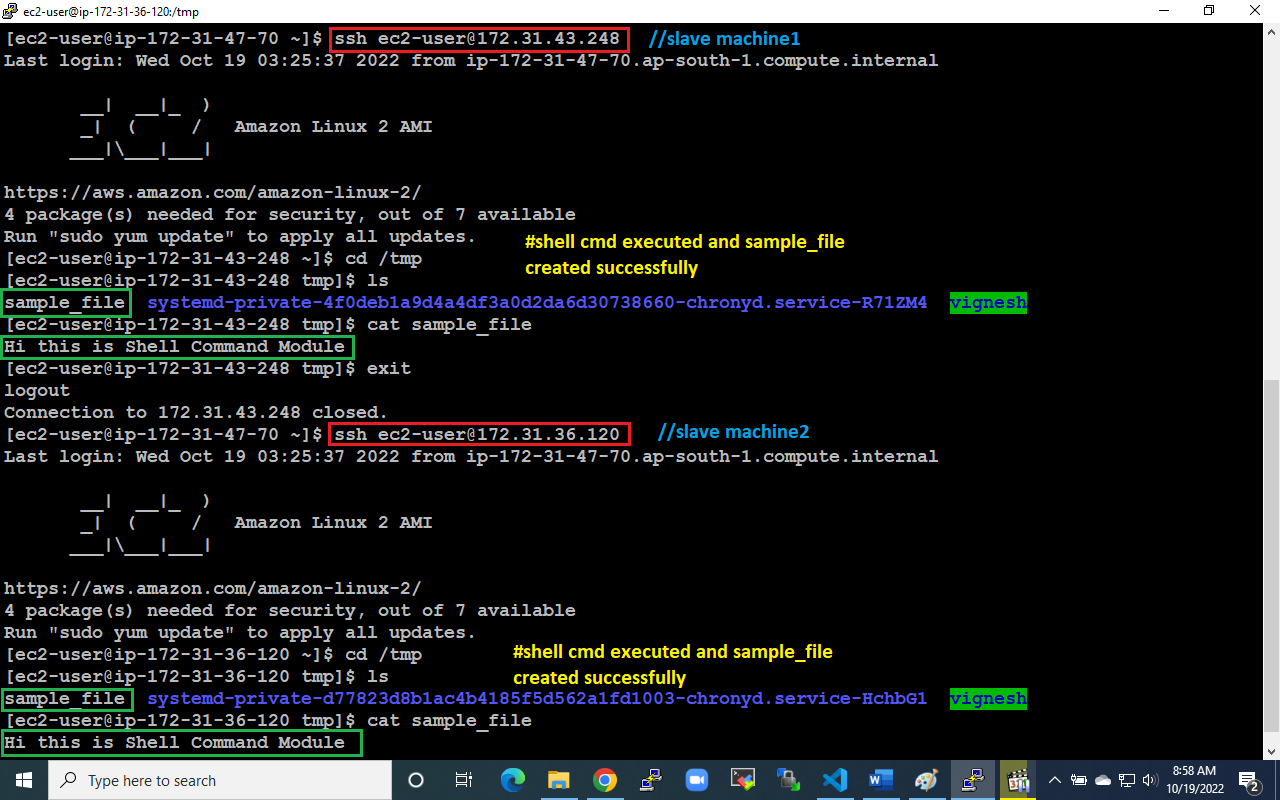 ec2-user@ip-172-31-36-120:/tmp
[ec2-user@ip-172-31-47-70 ~]$ ssh ec2-user@172.31.43.248 //slave machine1
Last login: Wed Oct 19 03:25:37 2022 from ip-172-31-47-70.ap-south-1.compute.internal
       __|  __|_  )
       _|  (     /   Amazon Linux 2 AMI
      ___|\___|___|
https://aws.amazon.com/amazon-linux-2/
4 package(s) needed for security, out of 7 available
Run "sudo yum update" to apply all updates.
#shell cmd executed and sample_file
created successfully
[ec2-user@ip-172-31-43-248 ~]$ cd /tmp
[ec2-user@ip-172-31-43-248 tmp]$ ls
sample_file  systemd-private-4f0deb1a9d4a4df3a0d2da6d30738660-chronyd.service-R71ZM4  vignesh
[ec2-user@ip-172-31-43-248 tmp]$ cat sample_file
Hi this is Shell Command Module
[ec2-user@ip-172-31-43-248 tmp]$ exit
logout
Connection to 172.31.43.248 closed.
[ec2-user@ip-172-31-47-70 ~]$ ssh ec2-user@172.31.36.120 //slave machine2
Last login: Wed Oct 19 03:25:37 2022 from ip-172-31-47-70.ap-south-1.compute.internal
       __|  __|_  )
       _|  (     /   Amazon Linux 2 AMI
      ___|\___|___|
https://aws.amazon.com/amazon-linux-2/
4 package(s) needed for security, out of 7 available
Run "sudo yum update" to apply all updates.
#shell cmd executed and sample_file
created successfully
[ec2-user@ip-172-31-36-120 ~]$ cd /tmp
[ec2-user@ip-172-31-36-120 tmp]$ ls
sample_file  systemd-private-d77823d8b1ac4b4185f5d562a1fd1003-chronyd.service-HchbG1  vignesh
[ec2-user@ip-172-31-36-120 tmp]$ cat sample_file
Hi this is Shell Command Module
Type here to search
8:58 AM
10/19/2022
2